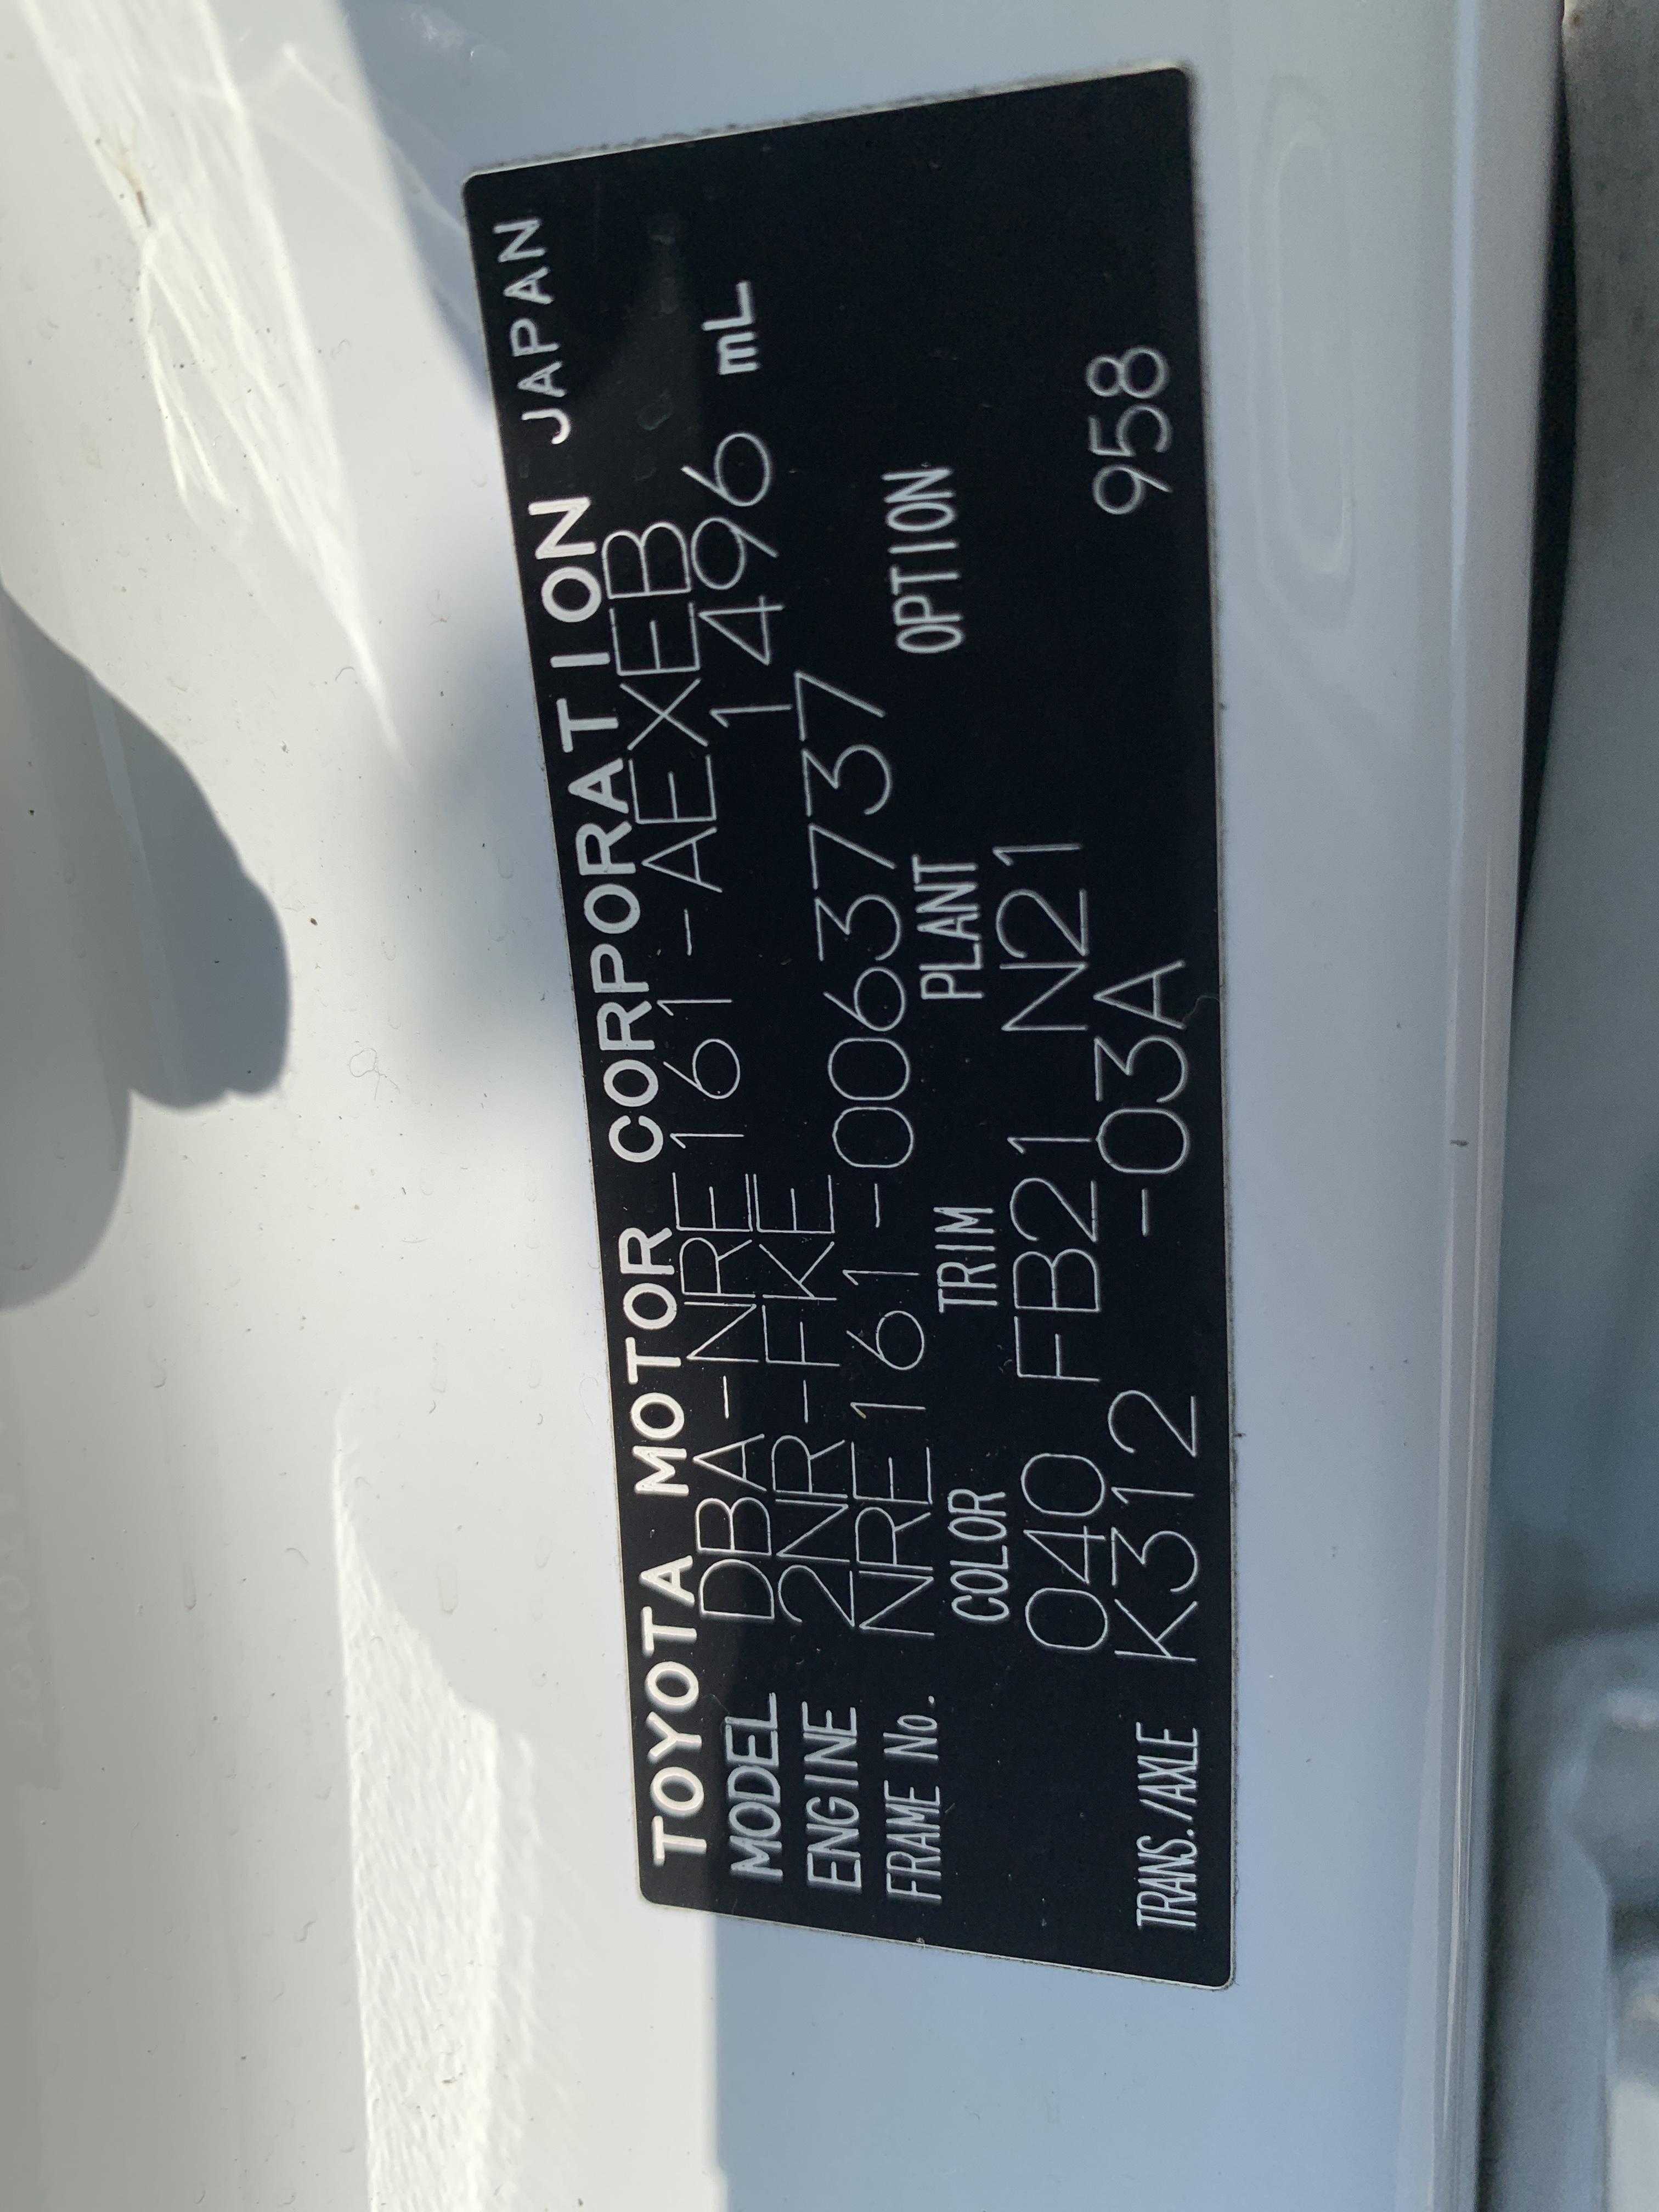 TOYOTA MOTOR CORPORATION JAPAN
MODEL DBA-NRE161-AEXEB
ENGINE 2NR-FKE 1496 mL
FRAME No. NRE161-0063737
COLOR TRIM PLANT OPTION
040 FB21 N21
TRANS./AXLE K312 -03A 958